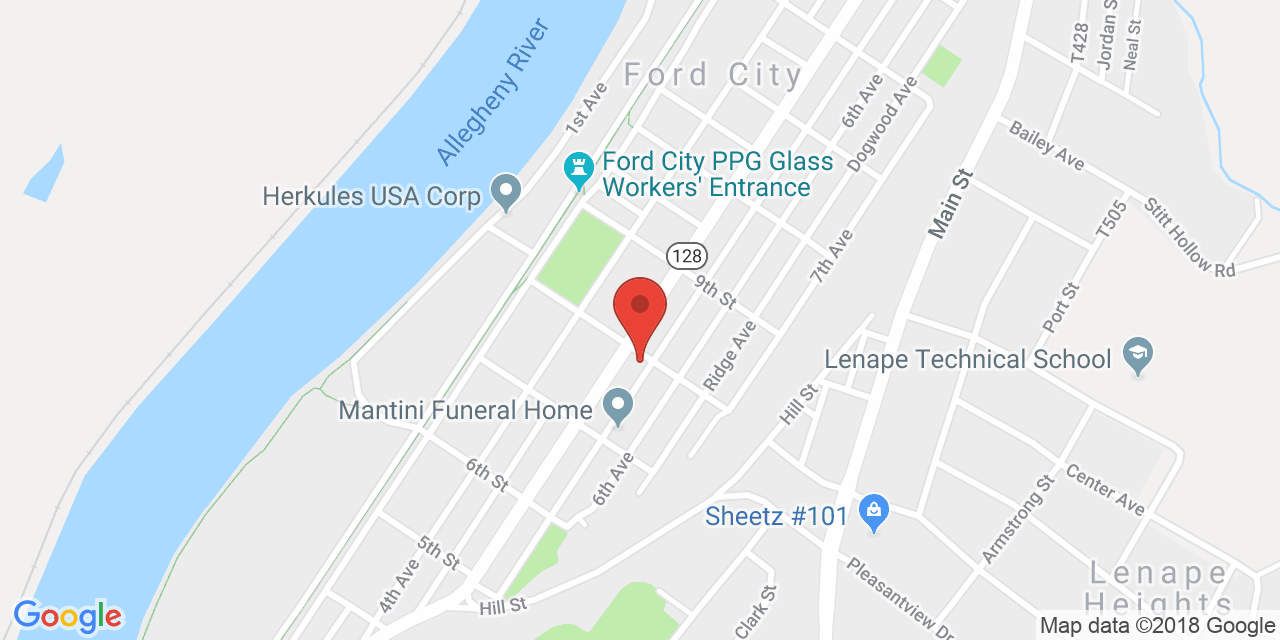 Allegheny River
1st Ave
Ford City
T428
Jordan S
Neal St
6th Ave
Dogwood Ave
Bailey Ave
Ford City PPG Glass
Workers' Entrance
Herkules USA Corp
Main St
T505
Stitt Hollow Rd
128
9th St
7th Ave
Port St
Ridge Ave
Lenape Technical School
Hill St
Mantini Funeral Home
6th St
6th Ave
Sheetz #101
Center Ave
Armstrong St
5th St
4th Ave
Hill St
Clark St
Pleasantview Dr
Lenape
Heights
Google
Map data ©2018 Google